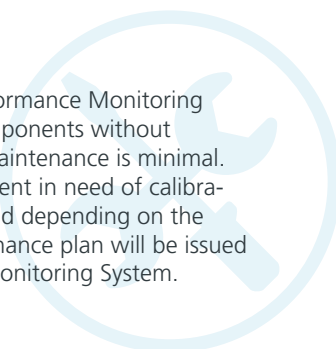 ormance Monitoring
ponents without
aintenance is minimal.
ent in need of calibra-
d depending on the
nance plan will be issued
onitoring System.